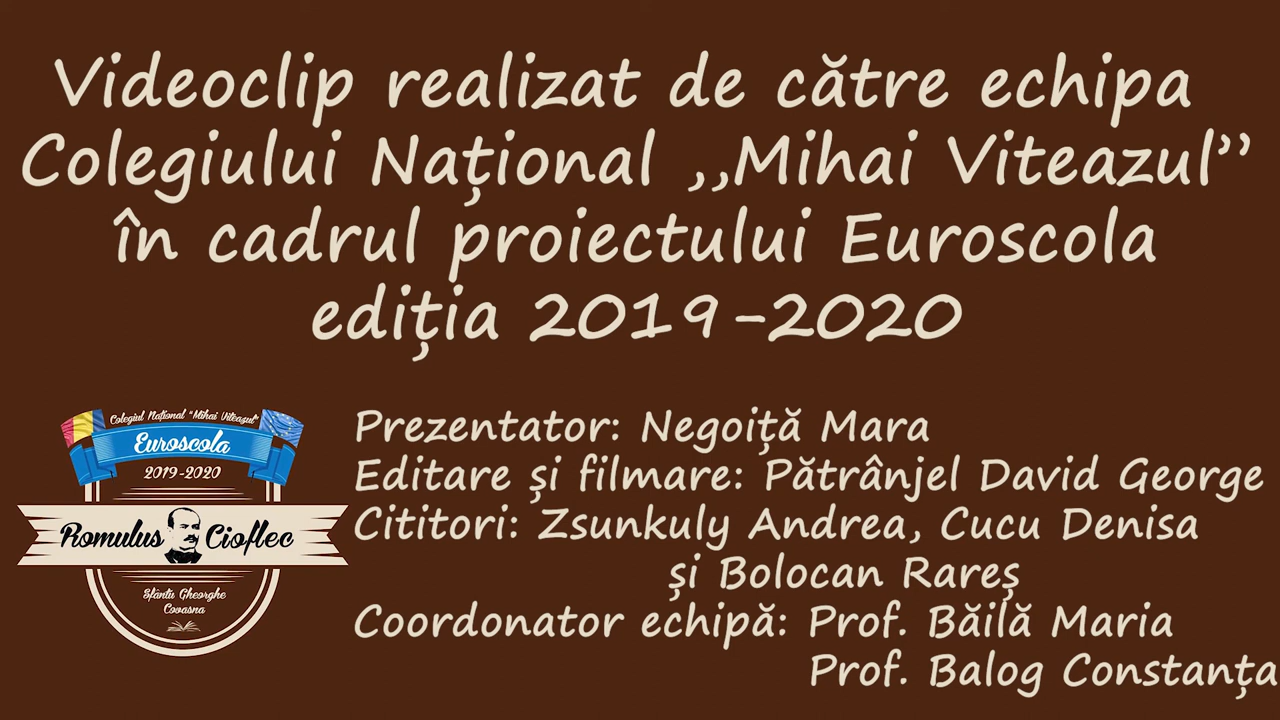 Videoclip realizat de către echipa
Colegiului Național ,,Mihai Viteazul”
în cadrul proiectului Euroscola
ediția 2019-2020
Colegiul Național "Mihai Viteazul"
Euroscola
2019-2020
Romulus Cioflec
Sfântu Gheorghe
Covasna
Prezentator: Negoiță Mara
Editare și filmare: Pătrânjel David George
Cititori: Zsunkuly Andrea, Cucu Denisa
și Bolocan Rareș
Coordonator echipă: Prof. Băilă Maria
Prof. Balog Constanța